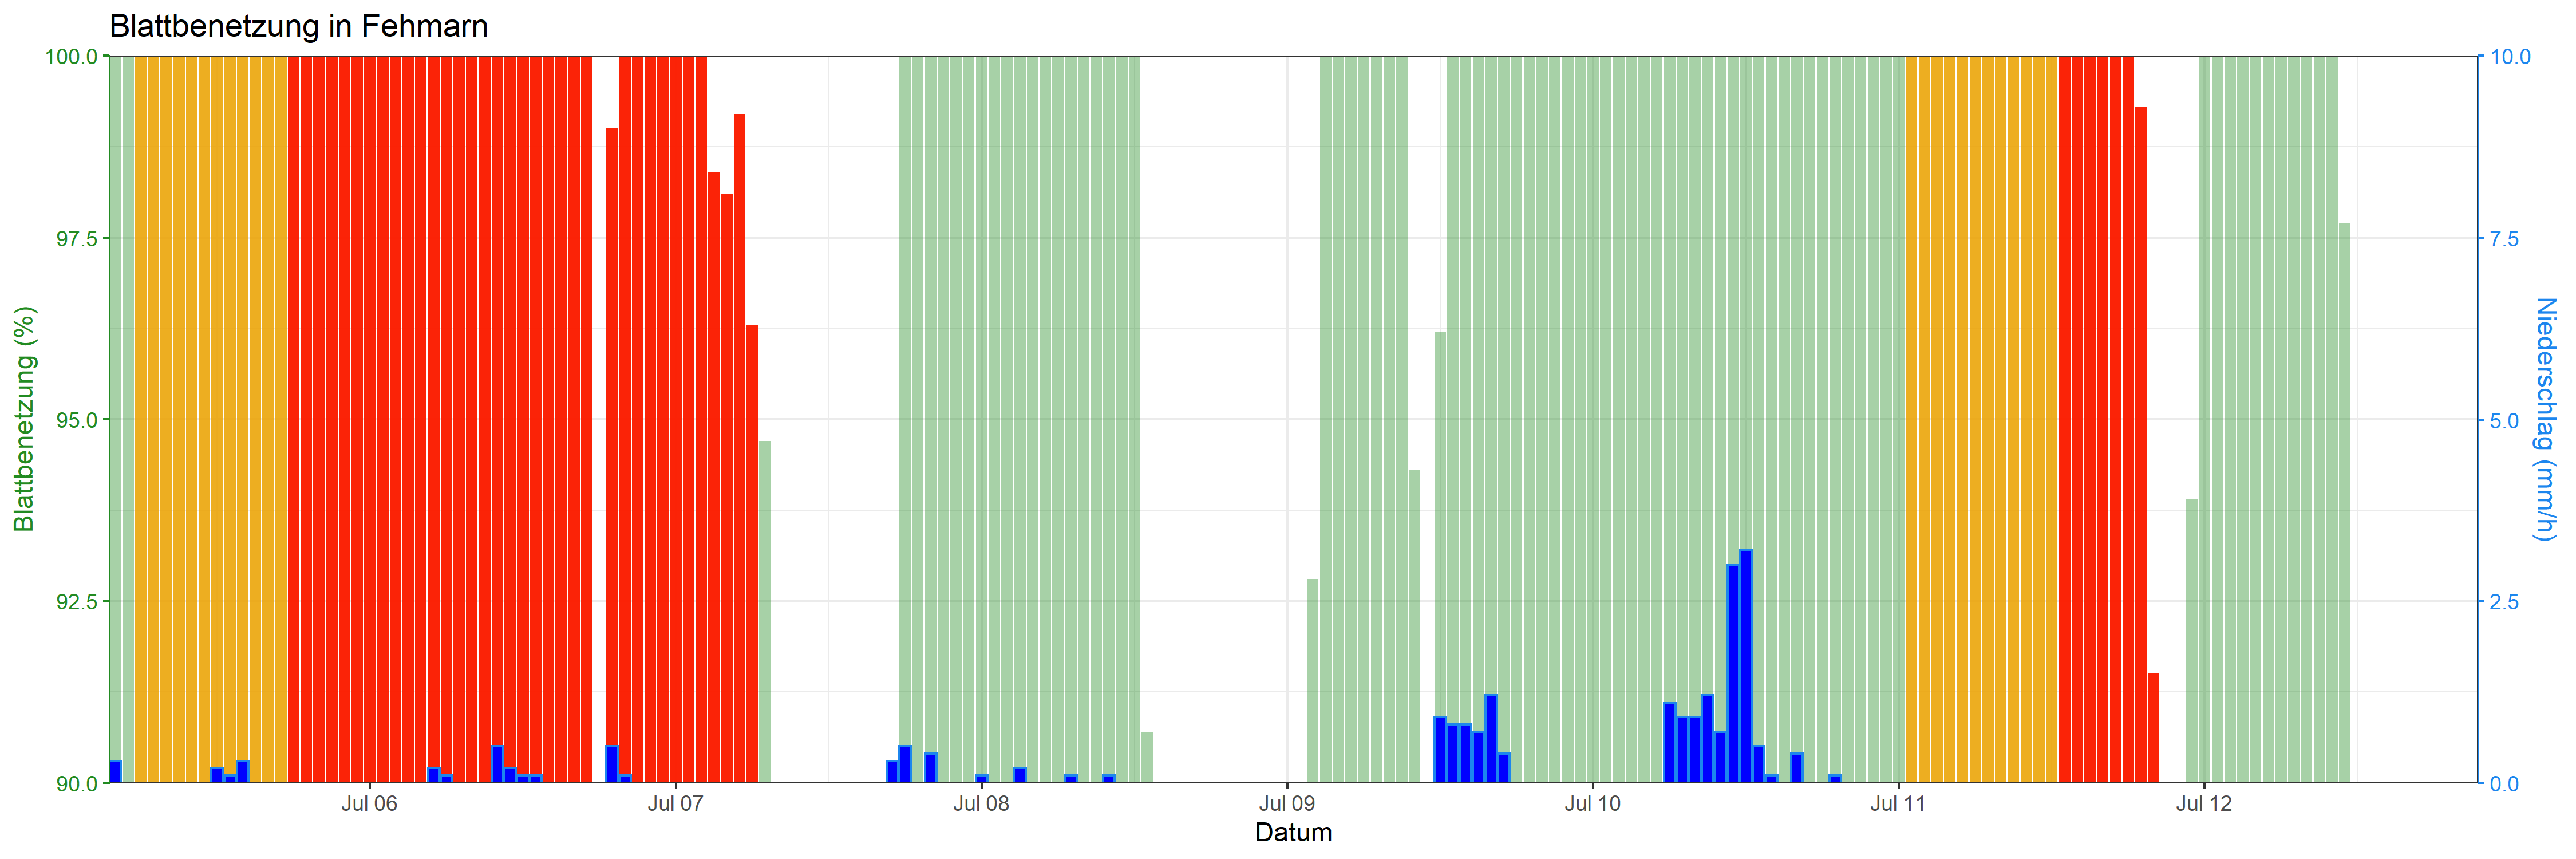 Blattbenetzung in Fehmarn
Blattbenetzung (%)
100.0
97.5
95.0
92.5
90.0
10.0
7.5
5.0
2.5
0.0
Niederschlag (mm/h)
Jul 06
Jul 07
Jul 08
Jul 09
Jul 10
Jul 11
Jul 12
Datum